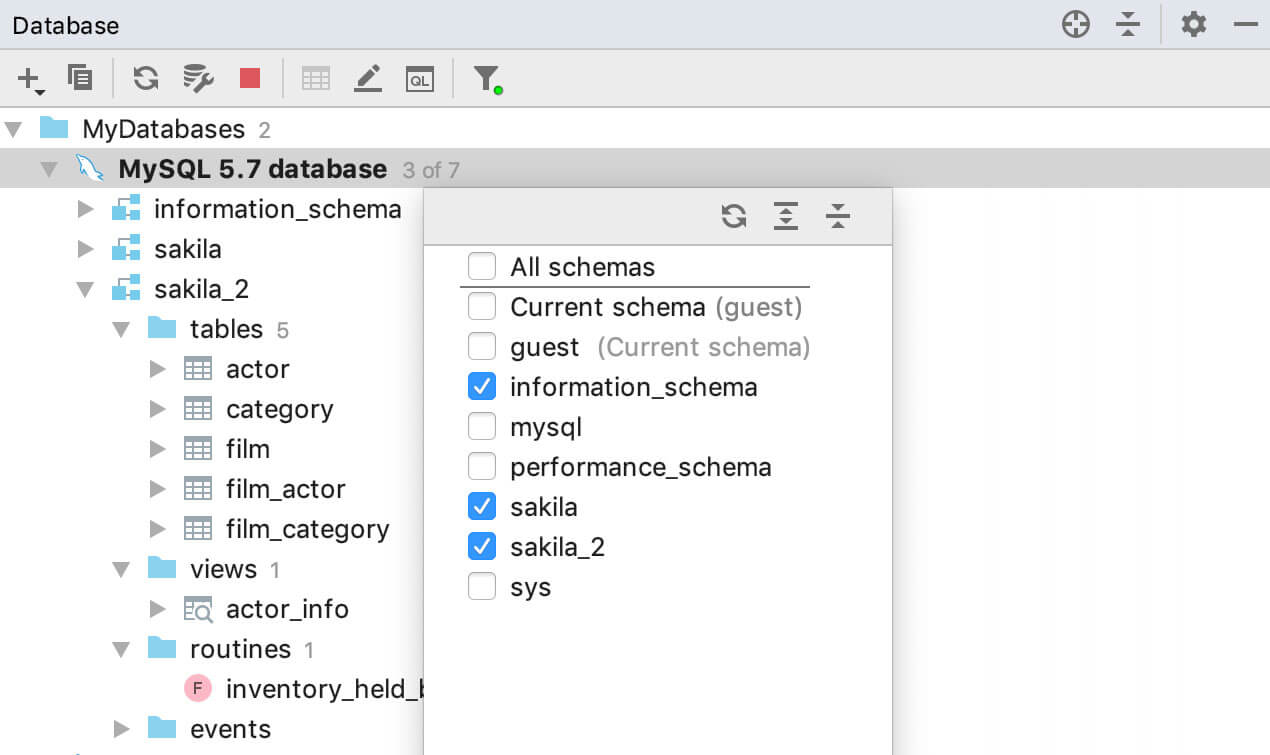 Database
QL
MyDatabases 2
MySQL 5.7 database 3 of 7
information_schema
sakila
sakila_2
tables 5
actor
category
film
film_actor
film_category
views 1
actor_info
routines 1
F inventory_held_b
events
All schemas
Current schema (guest)
guest (Current schema)
information_schema
mysql
performance_schema
sakila
sakila_2
sys